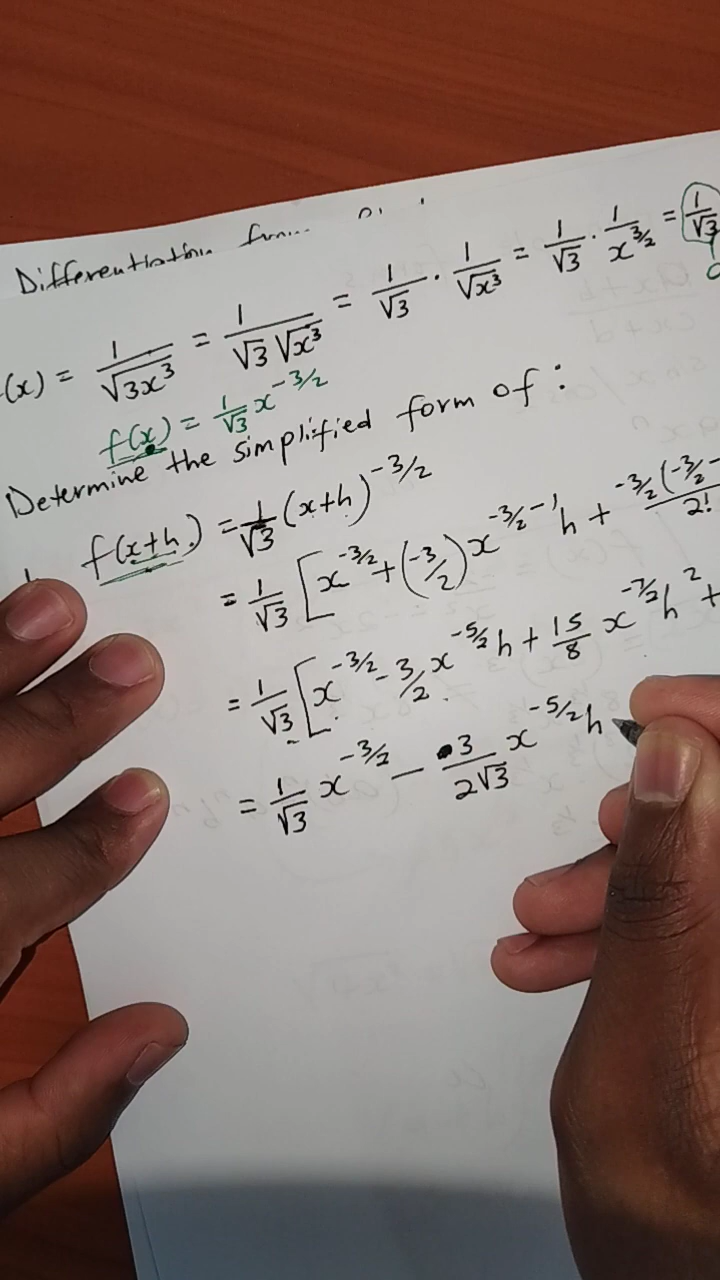 Differentiation from
(x) = 1/√3x³ = 1/√3 √x³ = 1/√3 · 1/√x³ = 1/√3 · 1/x^3/2 = 1/√3
f(x) = 1/√3 x^-3/2
Determine the simplified form of :
f(x+h) = 1/√3 (x+h)^-3/2
= 1/√3 [x^-3/2 + (-3/2) x^-3/2-1 h + -3/2(-3/2-/2!
= 1/√3 [x^-3/2 - 3/2 x^-5/2 h + 15/8 x^-7/2 h² +
= 1/√3 x^-3/2 - 3/2√3 x^-5/2 h